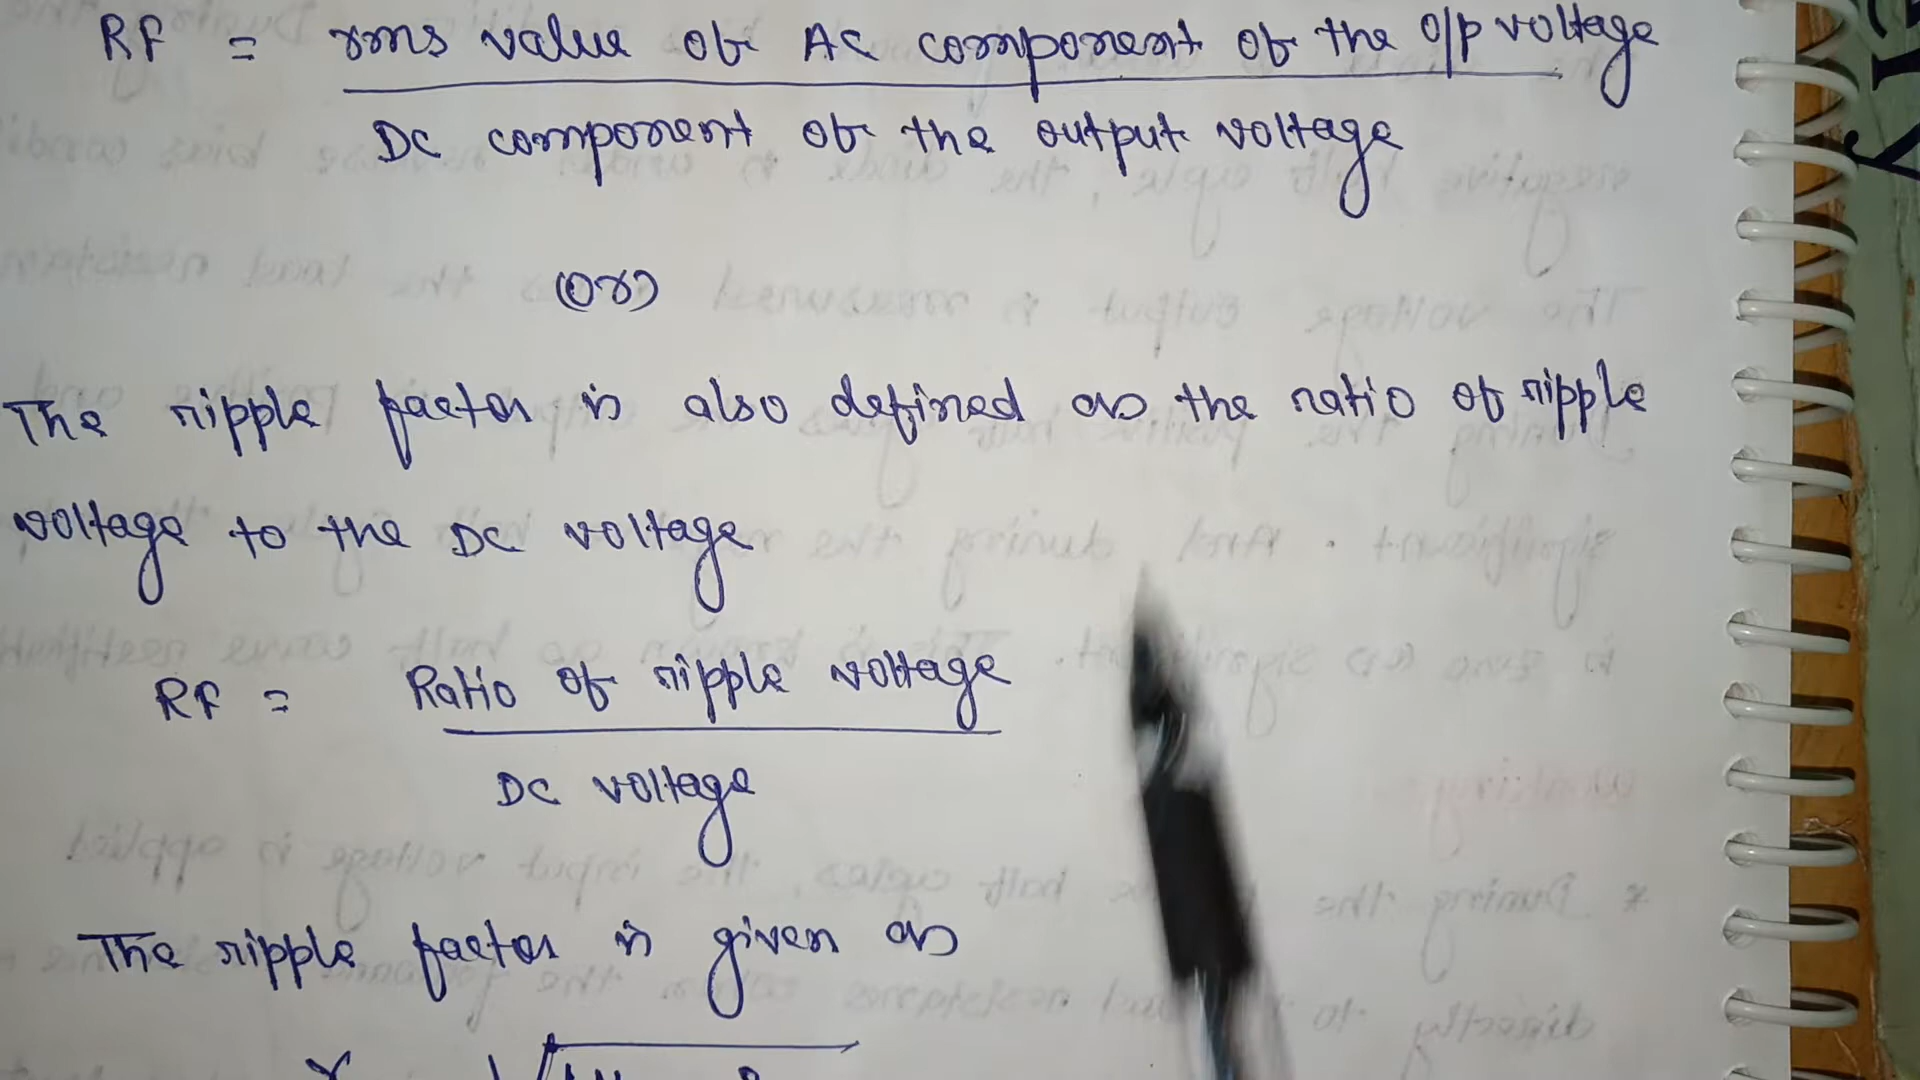 RF = rms value of AC component of the o/p voltage
DC component of the output voltage
(or)
The ripple factor is also defined as the ratio of ripple
voltage to the DC voltage
RF = Ratio of ripple voltage
DC voltage
The ripple factor is given as